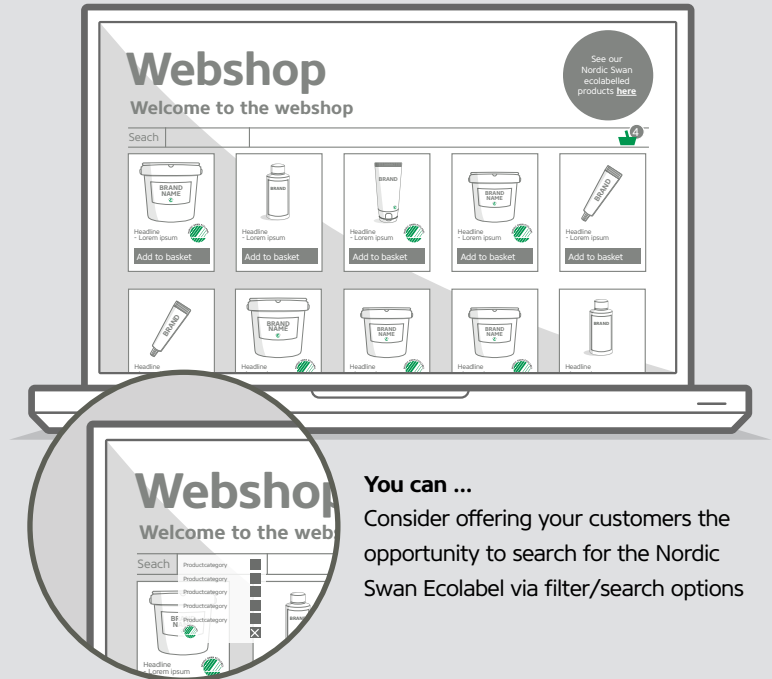 Webshop
Welcome to the webshop
See our
Nordic Swan
ecolabelled
products here
Seach
4
BRAND
NAME
Headline
- Lorem ipsum
Add to basket
BRAND
Headline
- Lorem ipsum
Add to basket
BRAND
Headline
- Lorem ipsum
Add to basket
BRAND
NAME
Headline
- Lorem ipsum
Add to basket
BRAND
Headline
- Lorem ipsum
Add to basket
BRAND
Headline
BRAND
NAME
Headline
BRAND
NAME
Headline
BRAND
NAME
Headline
BRAND
Headline
Webshop
Welcome to the webs
Seach
Productcategory
Productcategory
Productcategory
Productcategory
Productcategory
Headline
- Lorem ipsum
You can ...
Consider offering your customers the
opportunity to search for the Nordic
Swan Ecolabel via filter/search options